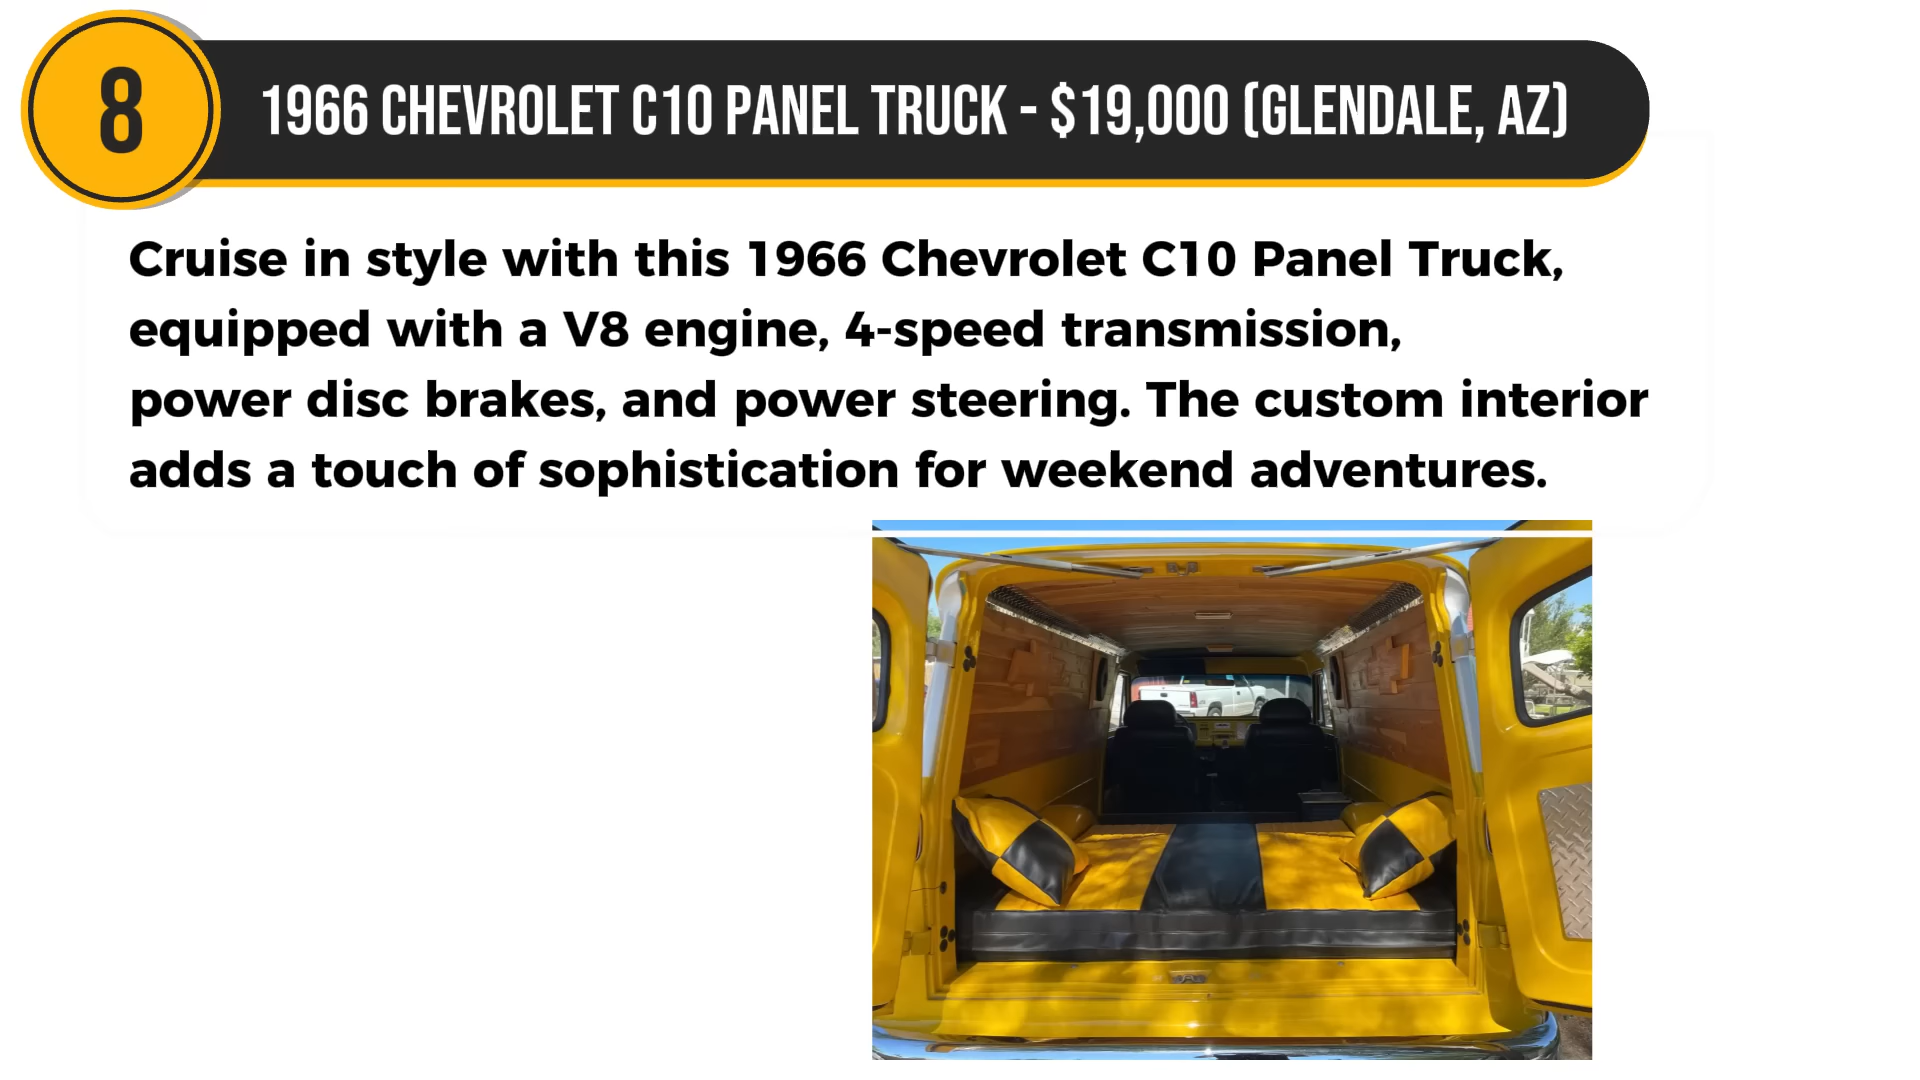 8
1966 CHEVROLET C10 PANEL TRUCK - $19,000 (GLENDALE, AZ)
Cruise in style with this 1966 Chevrolet C10 Panel Truck,
equipped with a V8 engine, 4-speed transmission,
power disc brakes, and power steering. The custom interior
adds a touch of sophistication for weekend adventures.